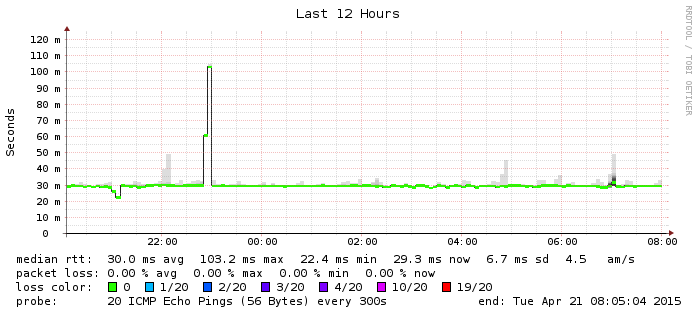 Last 12 Hours
RRDTOOL / TOBI OETIKER
Seconds
120 m
110 m
100 m
90 m
80 m
70 m
60 m
50 m
40 m
30 m
20 m
10 m
0
22:00 00:00 02:00 04:00 06:00 08:00
median rtt: 30.0 ms avg 103.2 ms max 22.4 ms min 29.3 ms now 6.7 ms sd 4.5 am/s
packet loss: 0.00 % avg 0.00 % max 0.00 % min 0.00 % now
loss color: 0 1/20 2/20 3/20 4/20 10/20 19/20
probe: 20 ICMP Echo Pings (56 Bytes) every 300s end: Tue Apr 21 08:05:04 2015